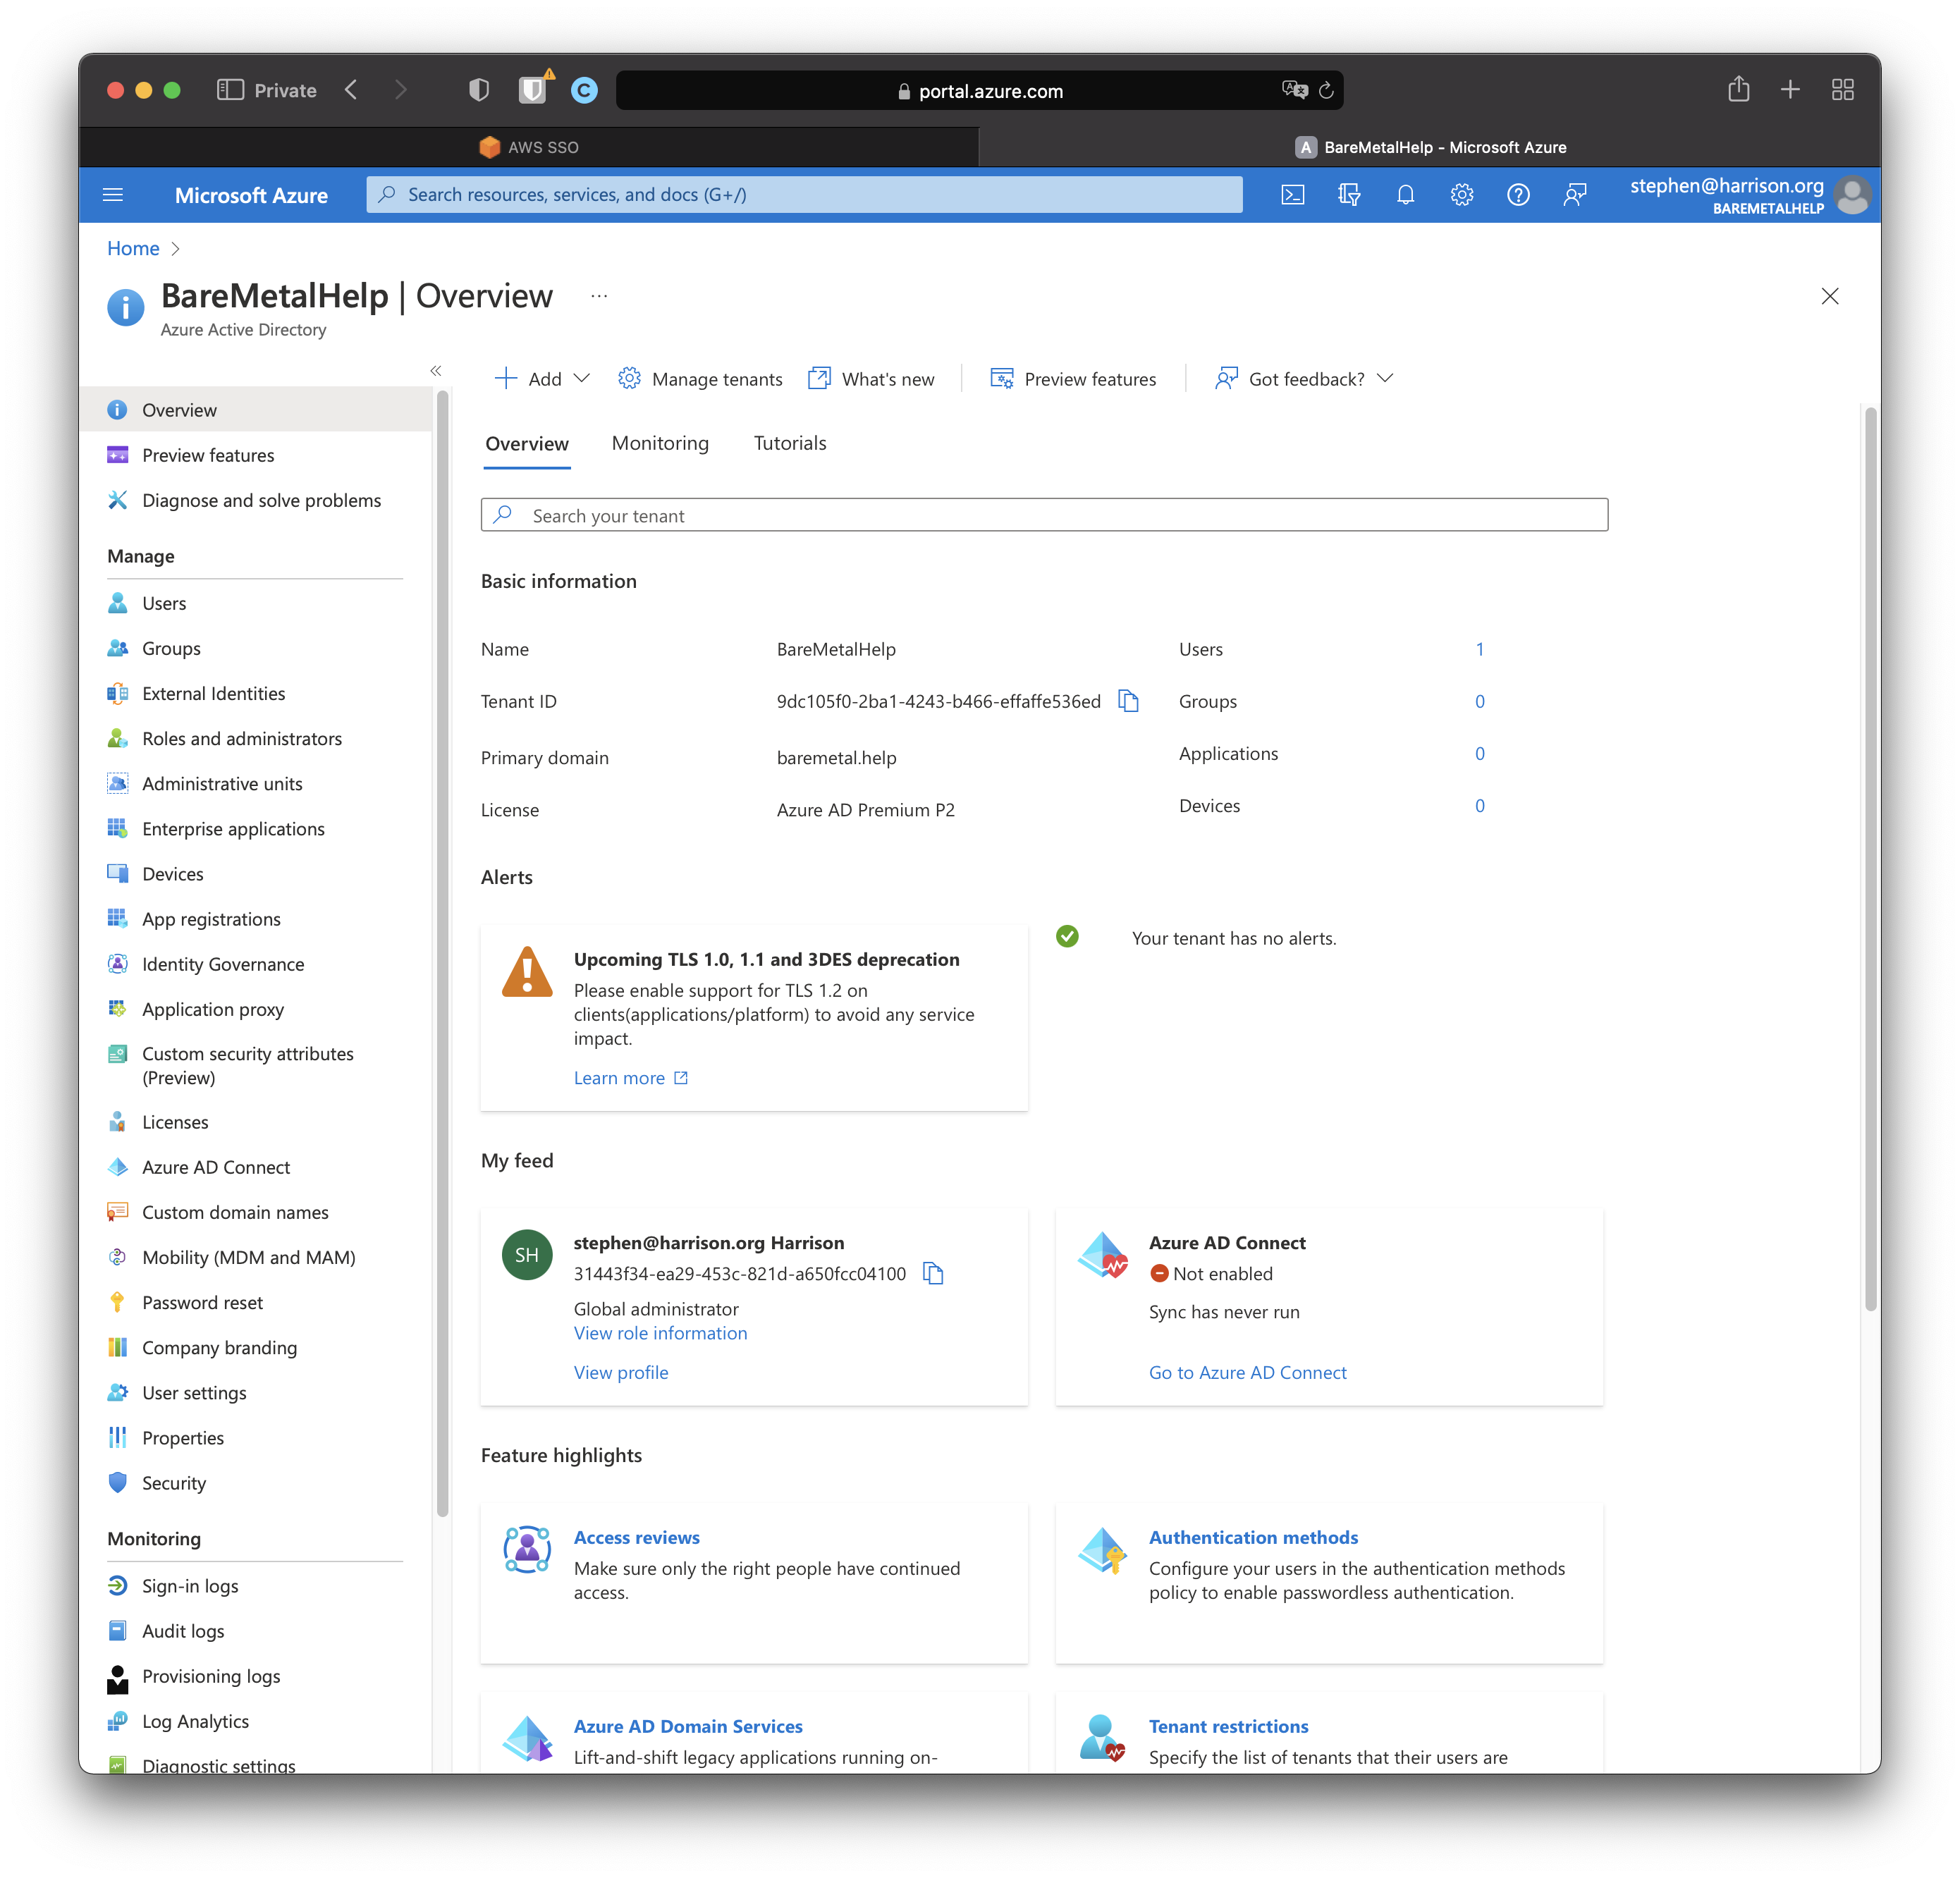 Private
C
portal.azure.com
AWS SSO
A BareMetalHelp - Microsoft Azure
Microsoft Azure
Search resources, services, and docs (G+/)
stephen@harrison.org
BAREMETALHELP
Home
BareMetalHelp | Overview ...
Azure Active Directory
«
Add
Manage tenants
What's new
Preview features
Got feedback?
Overview
Preview features
Diagnose and solve problems
Manage
Users
Groups
External Identities
Roles and administrators
Administrative units
Enterprise applications
Devices
App registrations
Identity Governance
Application proxy
Custom security attributes
(Preview)
Licenses
Azure AD Connect
Custom domain names
Mobility (MDM and MAM)
Password reset
Company branding
User settings
Properties
Security
Monitoring
Sign-in logs
Audit logs
Provisioning logs
Log Analytics
Diagnostic settings
Overview
Monitoring
Tutorials
Search your tenant
Basic information
Name BareMetalHelp
Tenant ID 9dc105f0-2ba1-4243-b466-effaffe536ed
Primary domain baremetal.help
License Azure AD Premium P2
Users 1
Groups 0
Applications 0
Devices 0
Alerts
Upcoming TLS 1.0, 1.1 and 3DES deprecation
Please enable support for TLS 1.2 on
clients(applications/platform) to avoid any service
impact.
Learn more
Your tenant has no alerts.
My feed
SH
stephen@harrison.org Harrison
31443f34-ea29-453c-821d-a650fcc04100
Global administrator
View role information
View profile
Azure AD Connect
Not enabled
Sync has never run
Go to Azure AD Connect
Feature highlights
Access reviews
Make sure only the right people have continued
access.
Authentication methods
Configure your users in the authentication methods
policy to enable passwordless authentication.
Azure AD Domain Services
Lift-and-shift legacy applications running on-
Tenant restrictions
Specify the list of tenants that their users are